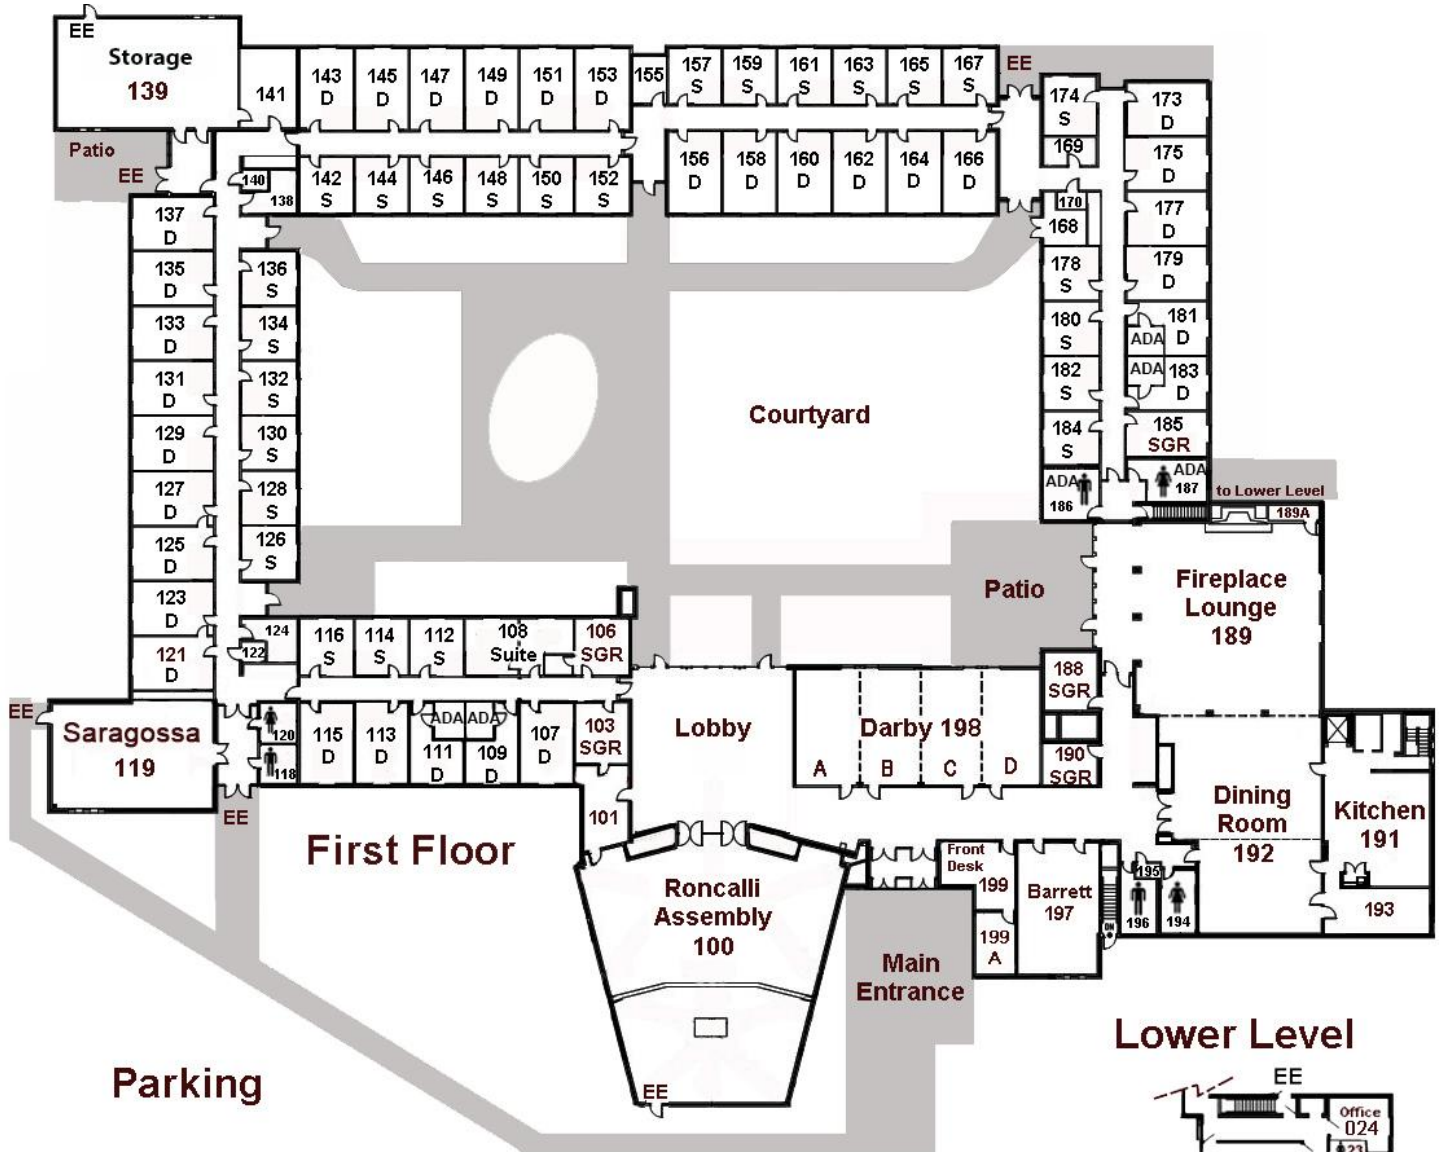 EE
Storage
139
141
143
D
145
D
147
D
149
D
151
D
153
D
155
157
S
159
S
161
S
163
S
165
S
167
S
EE
174
S
173
D
Patio
EE
140
138
142
S
144
S
146
S
148
S
150
S
152
S
156
D
158
D
160
D
162
D
164
D
166
D
169
175
D
170
168
177
D
137
D
135
D
136
S
178
S
179
D
133
D
134
S
180
S
181
D
ADA
131
D
132
S
182
S
ADA
183
D
129
D
130
S
Courtyard
184
S
185
SGR
127
D
128
S
ADA
186
ADA
187
to Lower Level
189A
125
D
126
S
123
D
Patio
Fireplace
Lounge
189
121
D
124
122
116
S
114
S
112
S
108
Suite
106
SGR
188
SGR
EE
Saragossa
119
120
118
115
D
113
D
ADA
ADA
111
D
109
D
107
D
103
SGR
Lobby
Darby 198
A
B
C
D
190
SGR
EE
101
Dining
Room
192
Kitchen
191
193
First Floor
Roncalli
Assembly
100
Front
Desk
199
199
A
Barrett
197
DN
195
196
194
Main
Entrance
EE
Parking
Lower Level
EE
Office
024
23